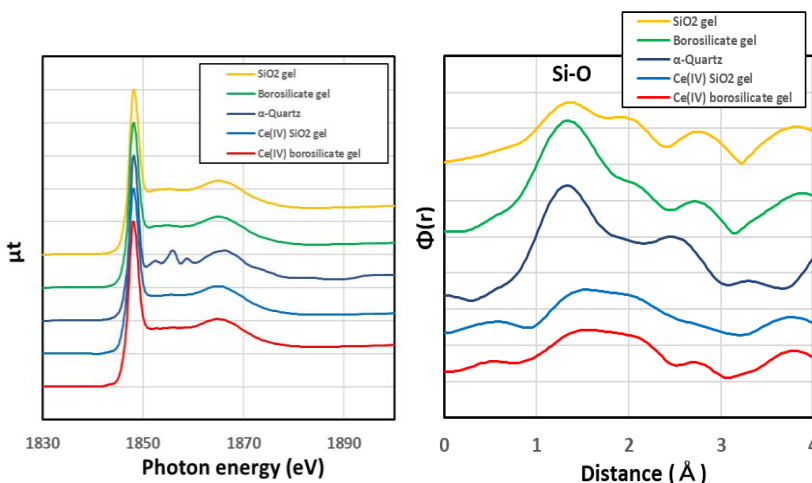 SiO2 gel
Borosilicate gel
α-Quartz
Ce(IV) SiO2 gel
Ce(IV) borosilicate gel
μt
1830
1850
1870
1890
Photon energy (eV)
SiO2 gel
Borosilicate gel
α-Quartz
Ce(IV) SiO2 gel
Ce(IV) borosilicate gel
Si-O
Φ(r)
0
1
2
3
4
Distance ( Å )